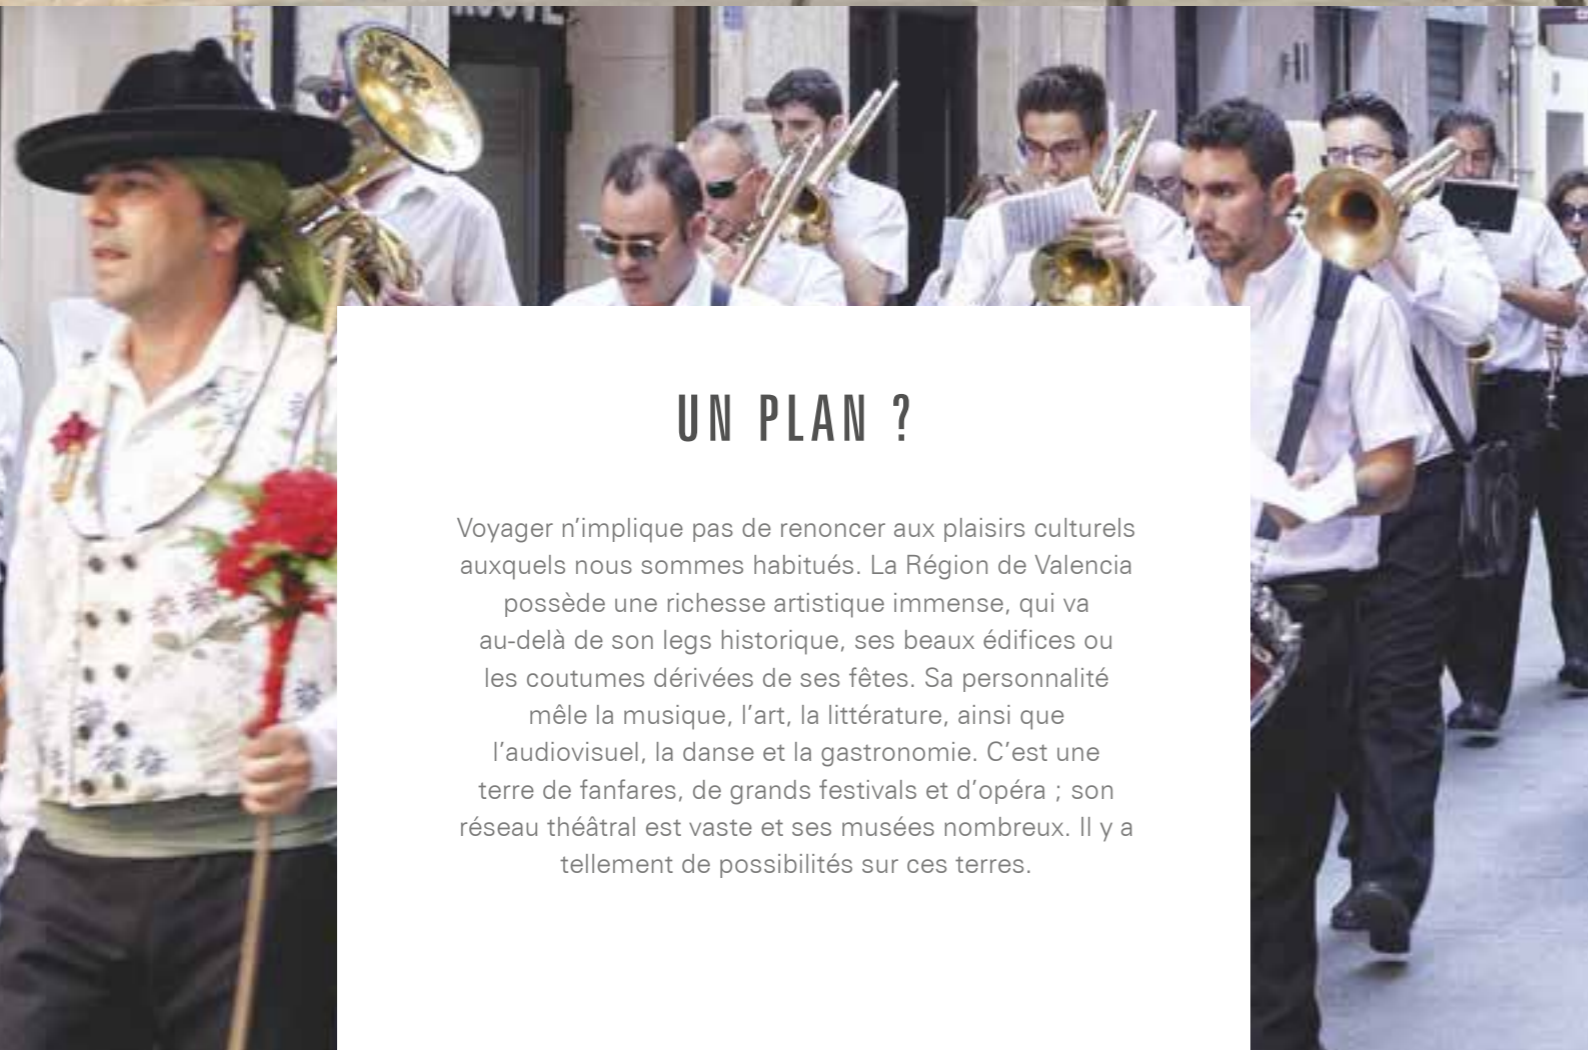 UN PLAN ?
Voyager n’implique pas de renoncer aux plaisirs culturels
auxquels nous sommes habitués. La Région de Valencia
possède une richesse artistique immense, qui va
au-delà de son legs historique, ses beaux édifices ou
les coutumes dérivées de ses fêtes. Sa personnalité
mêle la musique, l’art, la littérature, ainsi que
l’audiovisuel, la danse et la gastronomie. C’est une
terre de fanfares, de grands festivals et d’opéra ; son
réseau théâtral est vaste et ses musées nombreux. Il y a
tellement de possibilités sur ces terres.